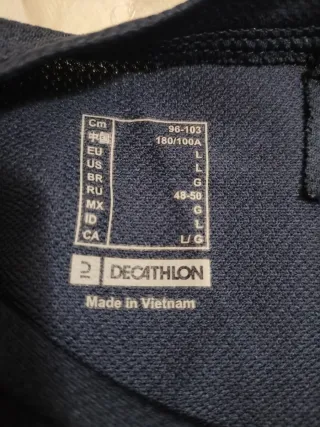 Cm 96-103
中国 180/100A
EU L
US L
BR G
RU 48-50
MX G
ID L
CA L/G
DECATHLON
Made in Vietnam